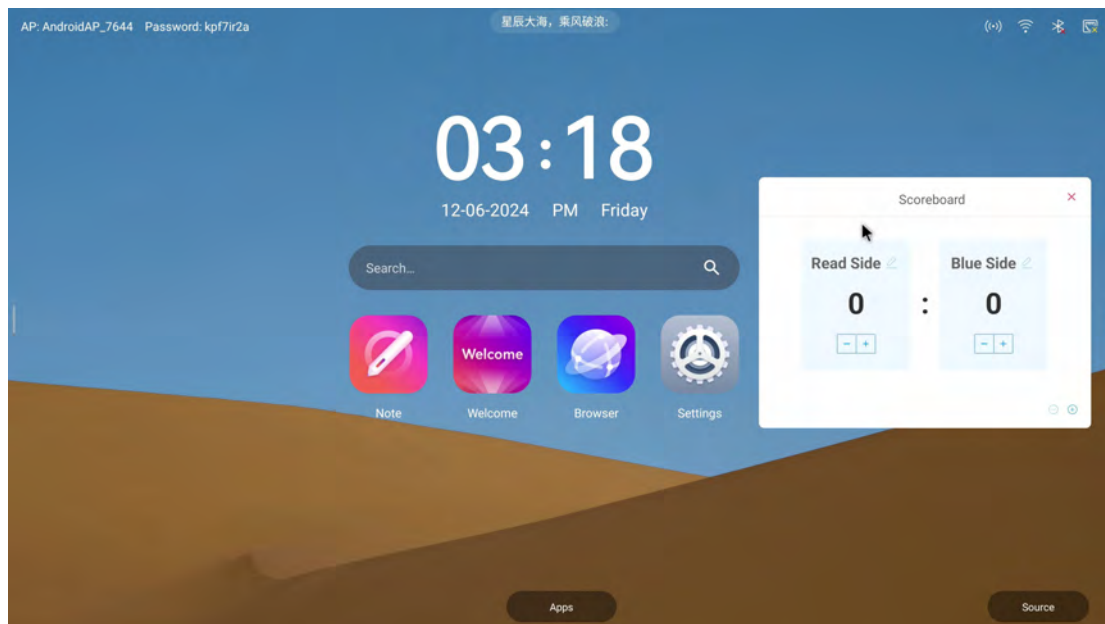 AP: AndroidAP_7644 Password: kpf7ir2a
星辰大海，乘风破浪:
03:18
12-06-2024 PM Friday
Search...
Welcome
Note
Welcome
Browser
Settings
Scoreboard
Read Side
Blue Side
0 : 0
- +
- +
Apps
Source